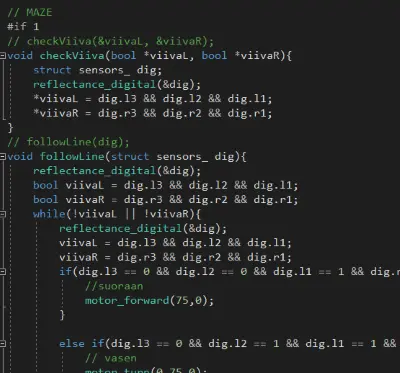 // MAZE
#if 1
// checkViiva(&viivaL, &viivaR);
void checkViiva(bool *viivaL, bool *viivaR){
struct sensors_ dig;
reflectance_digital(&dig);
*viivaL = dig.l3 && dig.l2 && dig.l1;
*viivaR = dig.r3 && dig.r2 && dig.r1;
}
// followLine(dig);
void followLine(struct sensors_ dig){
reflectance_digital(&dig);
bool viivaL = dig.l3 && dig.l2 && dig.l1;
bool viivaR = dig.r3 && dig.r2 && dig.r1;
while(!viivaL || !viivaR){
reflectance_digital(&dig);
viivaL = dig.l3 && dig.l2 && dig.l1;
viivaR = dig.r3 && dig.r2 && dig.r1;
if(dig.l3 == 0 && dig.l2 == 0 && dig.l1 == 1 && dig.r
//suoraan
motor_forward(75,0);
}
else if(dig.l3 == 0 && dig.l2 == 1 && dig.l1 == 1 &&
// vasen
motor_turn(0,75,0)